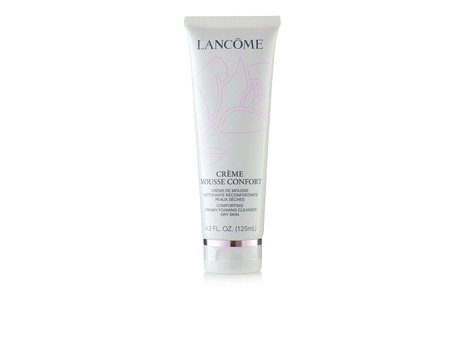 LANCÔME
CRÈME
MOUSSE CONFORT
CRÈME DE MOUSSE
NETTOYANTE RÉCONFORTANTE
PEAUX SÈCHES
COMFORTING
CREAMY FOAMING CLEANSER
DRY SKIN
4.2 FL. OZ. (125mL)